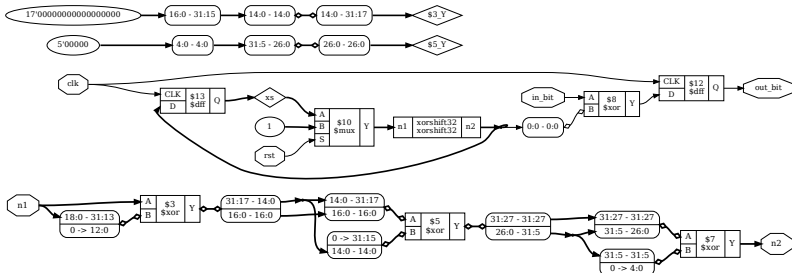 17'00000000000000000
16:0 - 31:15
14:0 - 14:0
14:0 - 31:17
$3_Y
5'00000
4:0 - 4:0
31:5 - 26:0
26:0 - 26:0
$5_Y
clk
CLK
D
$13
$dff
Q
xs
1
rst
A
B
S
$10
$mux
Y
n1
xorshift32
xorshift32
n2
0:0 - 0:0
in_bit
A
B
$8
$xor
Y
CLK
D
$12
$dff
Q
out_bit
n1
18:0 - 31:13
0 -> 12:0
A
B
$3
$xor
Y
31:17 - 14:0
16:0 - 16:0
14:0 - 31:17
16:0 - 16:0
0 -> 31:15
14:0 - 14:0
A
B
$5
$xor
Y
31:27 - 31:27
26:0 - 31:5
31:27 - 31:27
31:5 - 26:0
31:5 - 31:5
0 -> 4:0
A
B
$7
$xor
Y
n2